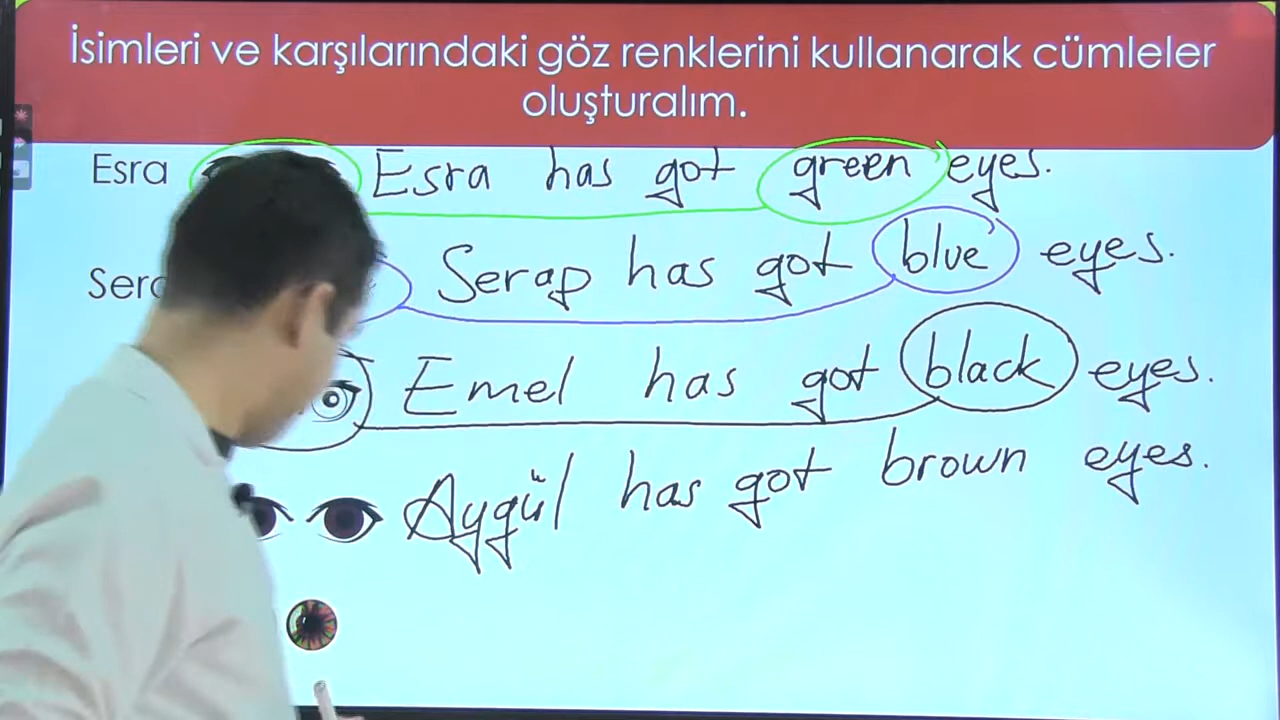 İsimleri ve karşılarındaki göz renklerini kullanarak cümleler
oluşturalım.
Esra Esra has got green eyes.
Serap has got blue eyes.
Emel has got black eyes.
Aygül has got brown eyes.